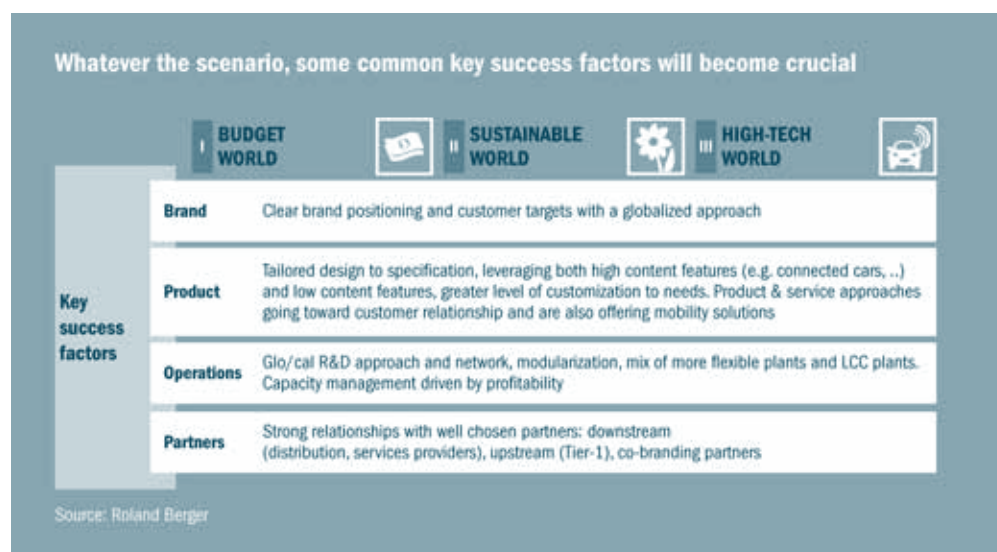 Whatever the scenario, some common key success factors will become crucial
I BUDGET WORLD
II SUSTAINABLE WORLD
III HIGH-TECH WORLD
Key
success
factors
Brand
Clear brand positioning and customer targets with a globalized approach
Product
Tailored design to specification, leveraging both high content features (e.g. connected cars, ..)
and low content features, greater level of customization to needs. Product & service approaches
going toward customer relationship and are also offering mobility solutions
Operations
Glo/cal R&D approach and network, modularization, mix of more flexible plants and LCC plants.
Capacity management driven by profitability
Partners
Strong relationships with well chosen partners: downstream
(distribution, services providers), upstream (Tier-1), co-branding partners
Source: Roland Berger